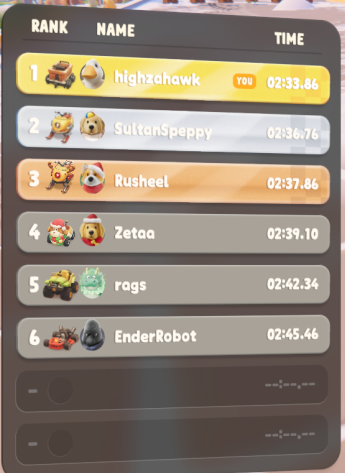 RANK NAME TIME
1 highzahawk YOU 02:33.86
2 SultanSpeppy 02:36.76
3 Rusheel 02:37.86
4 Zetaa 02:39.10
5 rags 02:42.34
6 EnderRobot 02:45.46
- --:--.--
- --:--.--